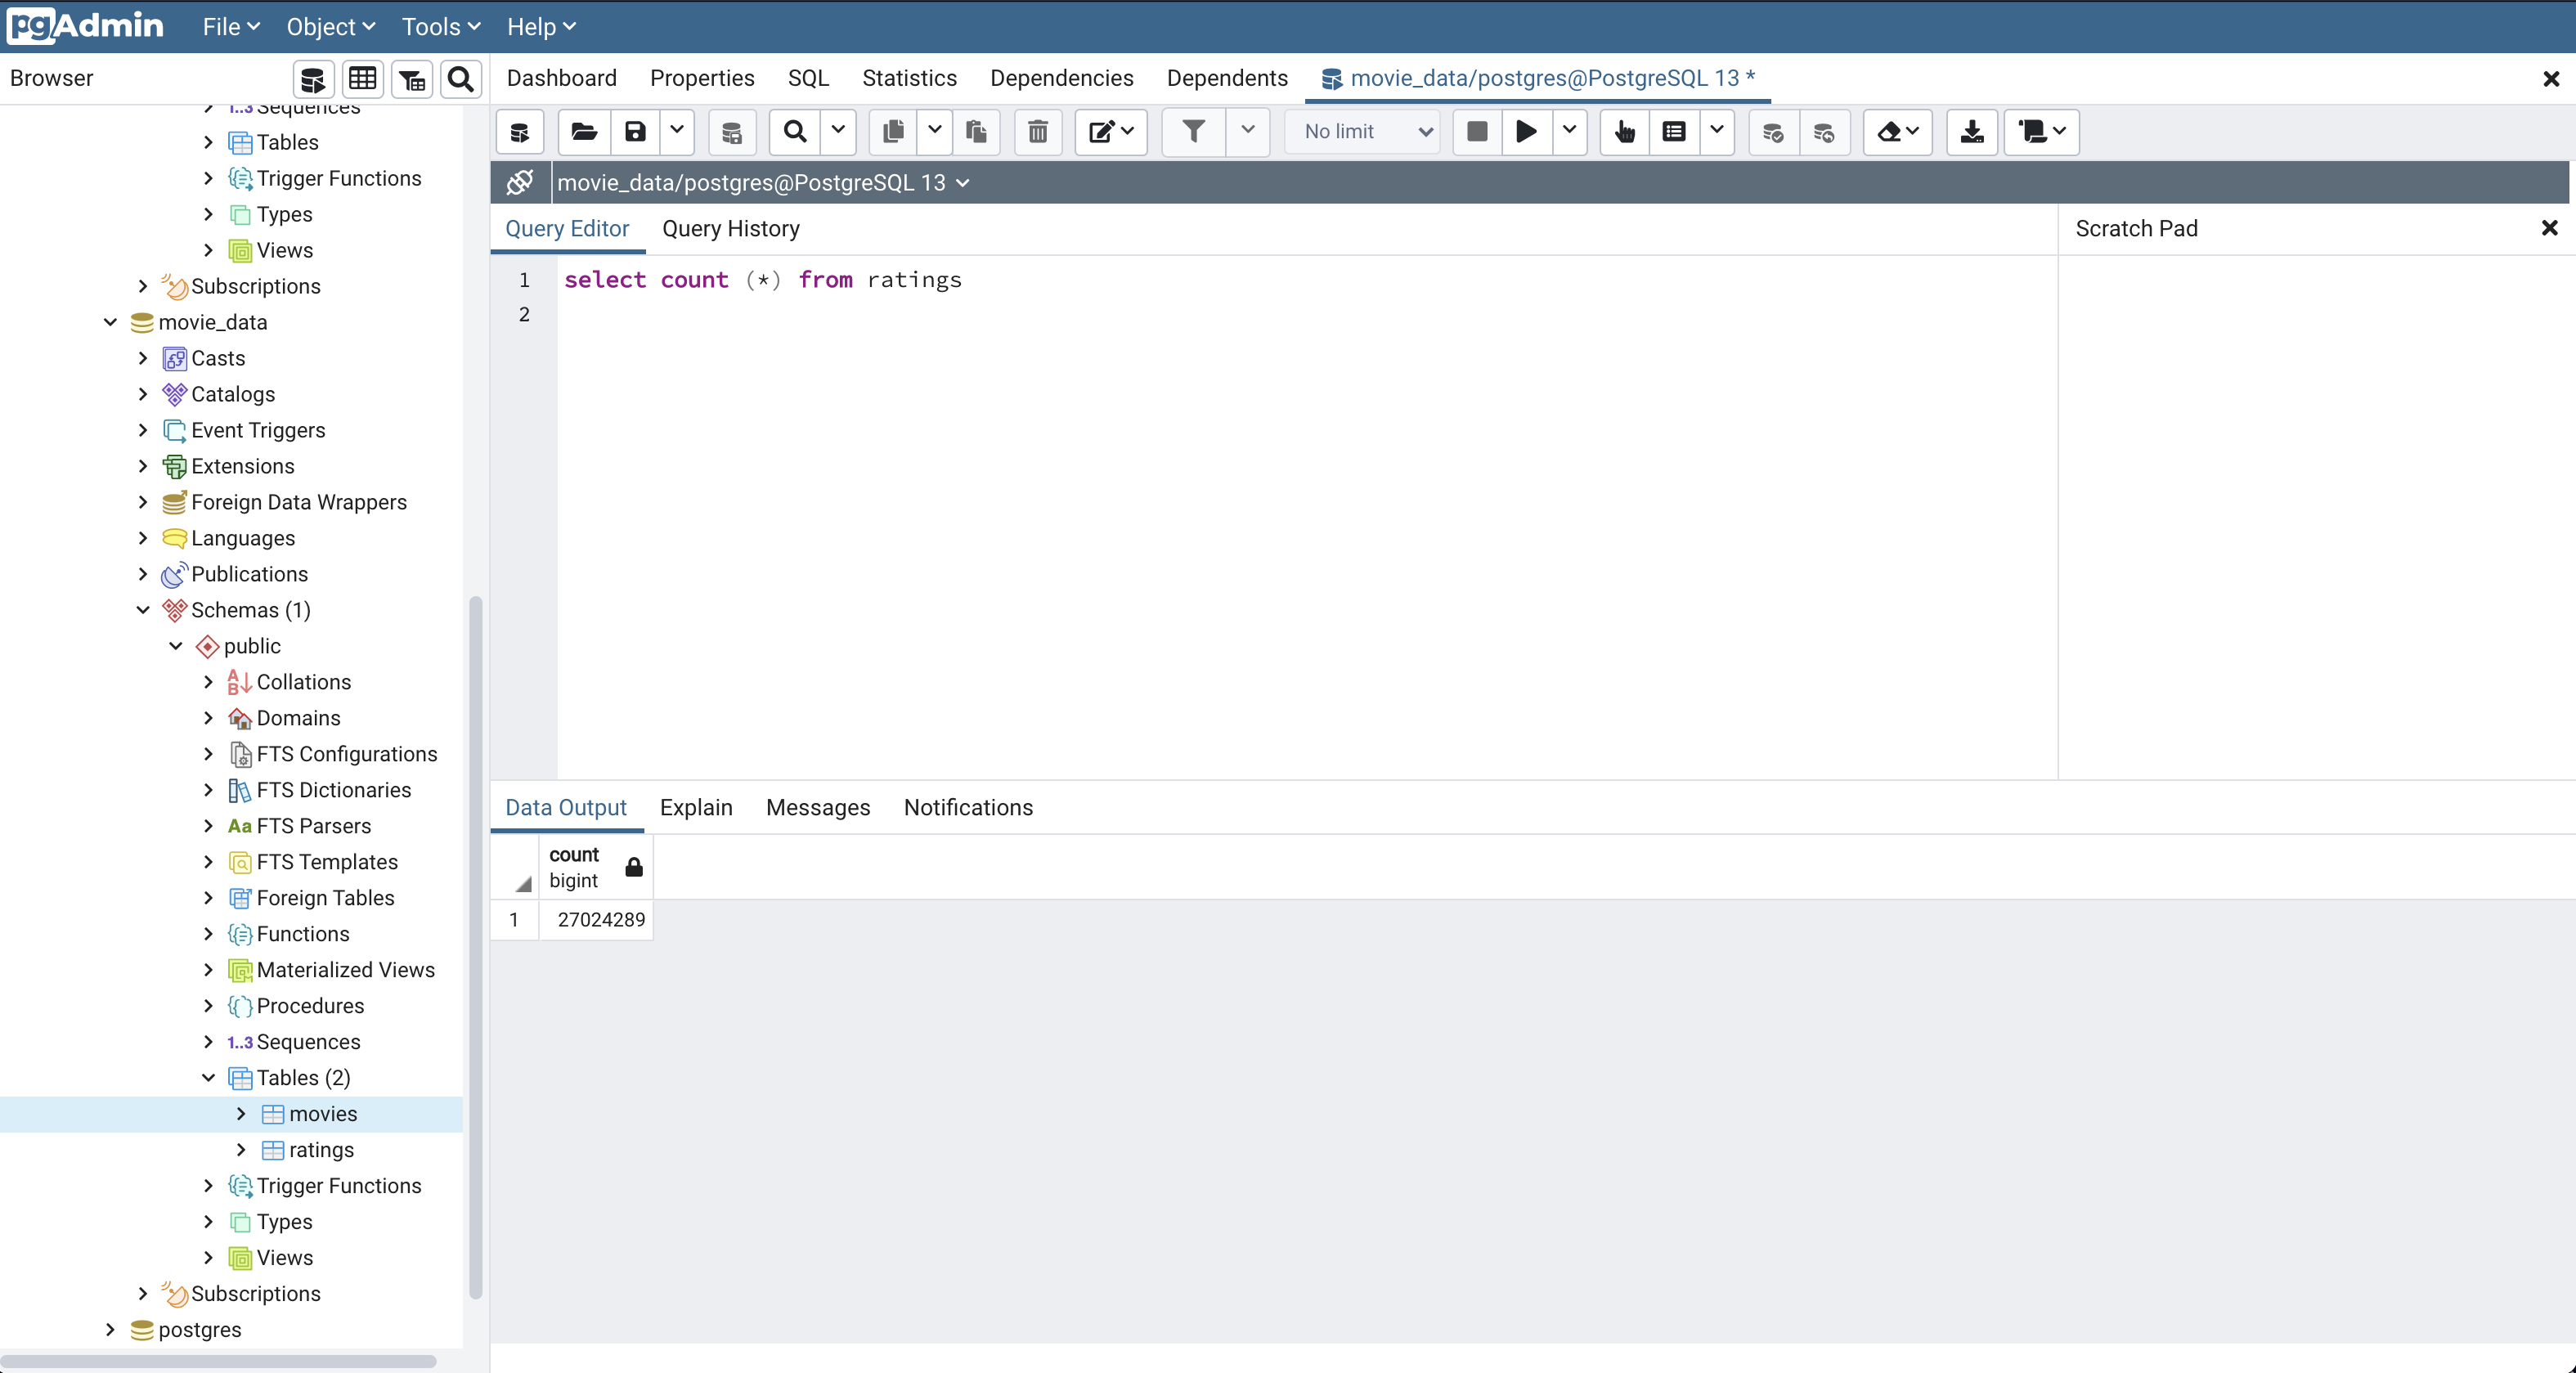 pgAdmin File Object Tools Help
Browser
Dashboard Properties SQL Statistics Dependencies Dependents movie_data/postgres@PostgreSQL 13 *
No limit
movie_data/postgres@PostgreSQL 13
Query Editor Query History
Scratch Pad
1 select count (*) from ratings
2
Data Output Explain Messages Notifications
count
bigint
1 27024289
1..3 Sequences
Tables
Trigger Functions
Types
Views
Subscriptions
movie_data
Casts
Catalogs
Event Triggers
Extensions
Foreign Data Wrappers
Languages
Publications
Schemas (1)
public
Collations
Domains
FTS Configurations
FTS Dictionaries
Aa FTS Parsers
FTS Templates
Foreign Tables
Functions
Materialized Views
Procedures
1..3 Sequences
Tables (2)
movies
ratings
Trigger Functions
Types
Views
Subscriptions
postgres